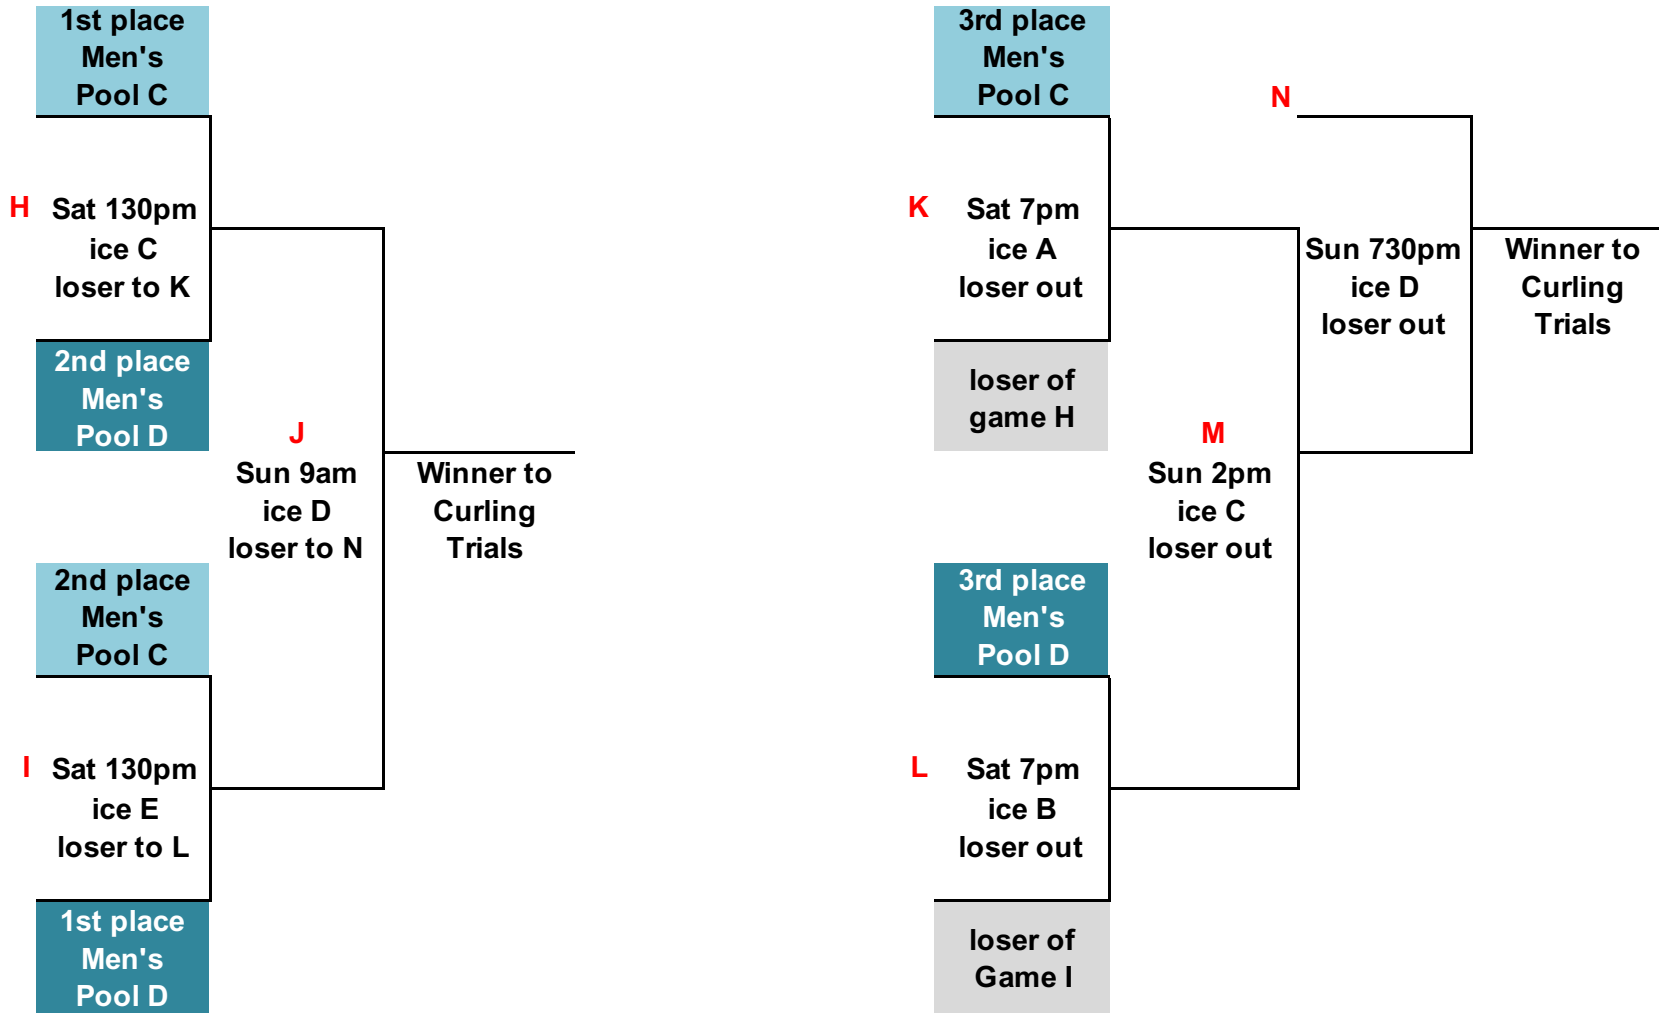 1st place
Men's
Pool C
H
Sat 130pm
ice C
loser to K
2nd place
Men's
Pool D
J
Sun 9am
ice D
loser to N
Winner to
Curling
Trials
2nd place
Men's
Pool C
I
Sat 130pm
ice E
loser to L
1st place
Men's
Pool D
3rd place
Men's
Pool C
N
K
Sat 7pm
ice A
loser out
Sun 730pm
ice D
loser out
Winner to
Curling
Trials
loser of
game H
M
Sun 2pm
ice C
loser out
3rd place
Men's
Pool D
L
Sat 7pm
ice B
loser out
loser of
Game I